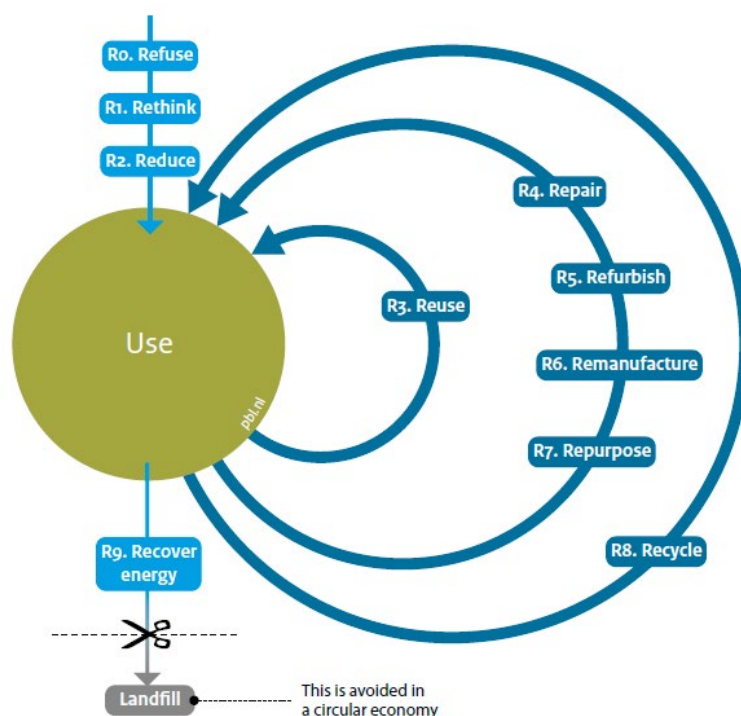 R0. Refuse
R1. Rethink
R2. Reduce
R4. Repair
R5. Refurbish
R3. Reuse
Use
R6. Remanufacture
pbl.nl
R7. Repurpose
R9. Recover
energy
R8. Recycle
Landfill
This is avoided in
a circular economy